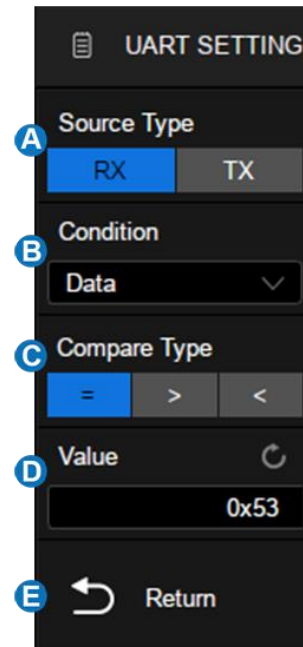 UART SETTING
A
Source Type
RX TX
B
Condition
Data
C
Compare Type
= > <
D
Value
0x53
E
Return